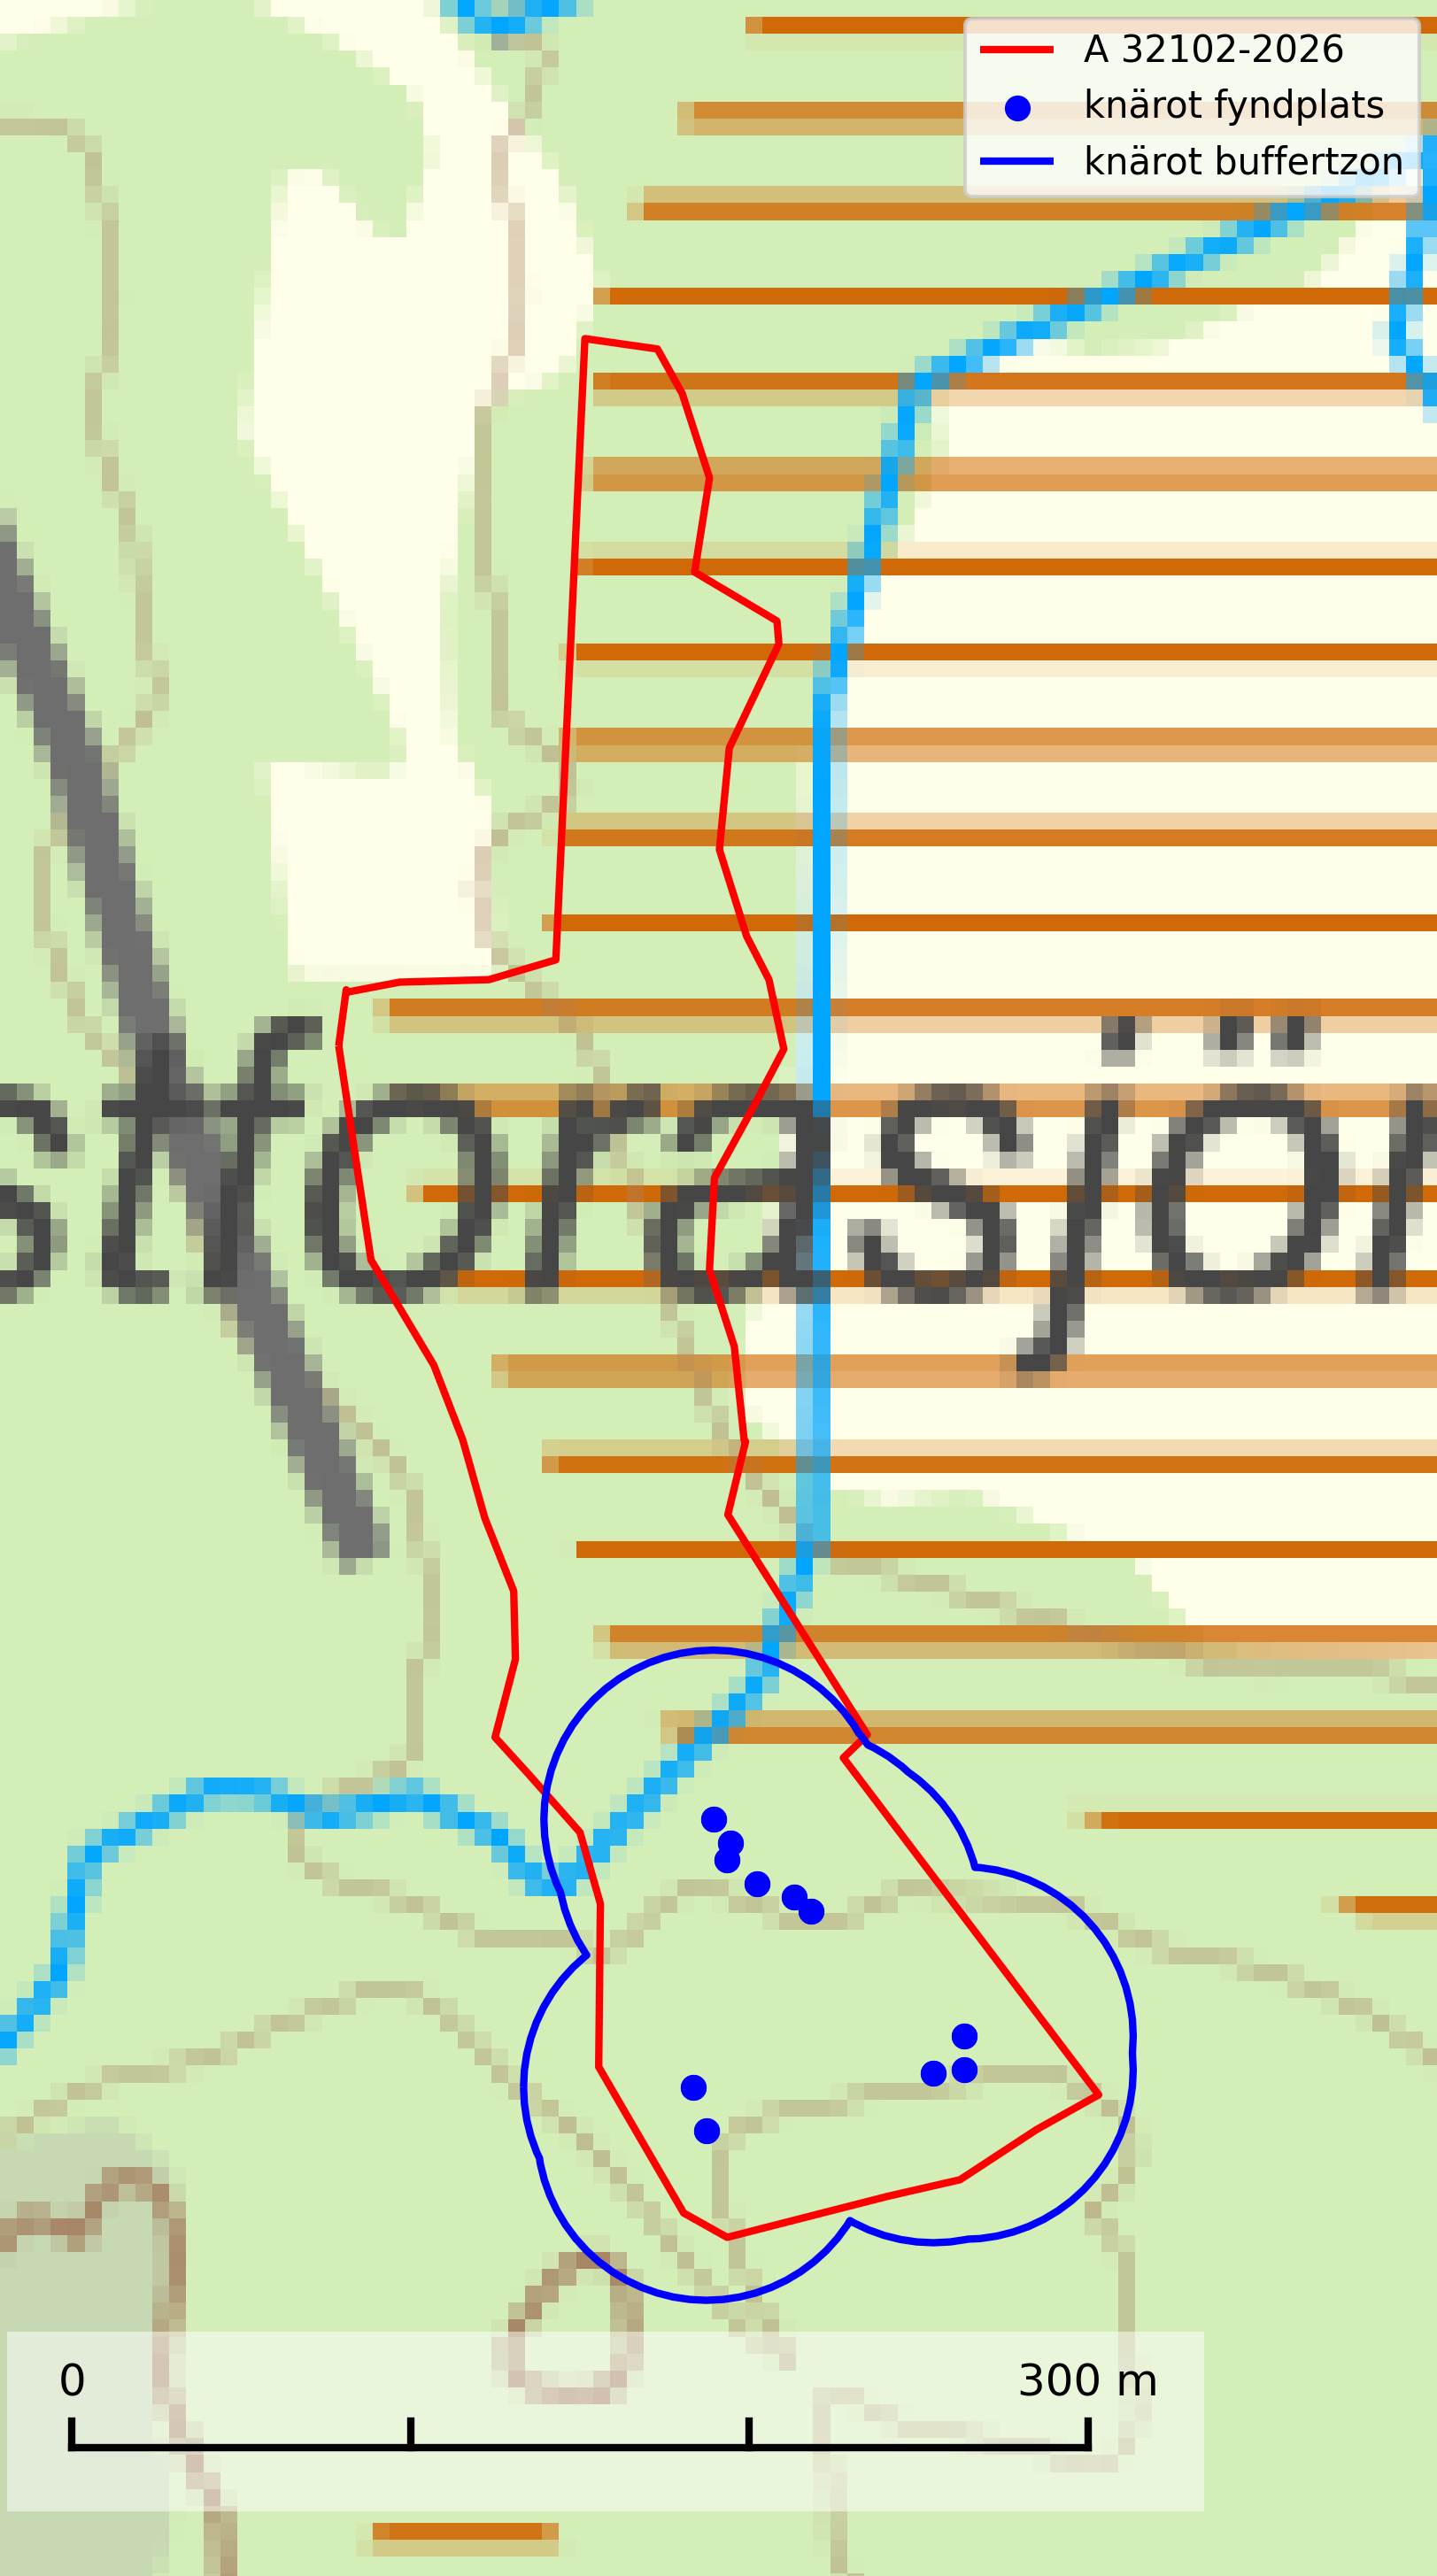 A 32102-2026
knärot fyndplats
knärot buffertzon
0
300 m